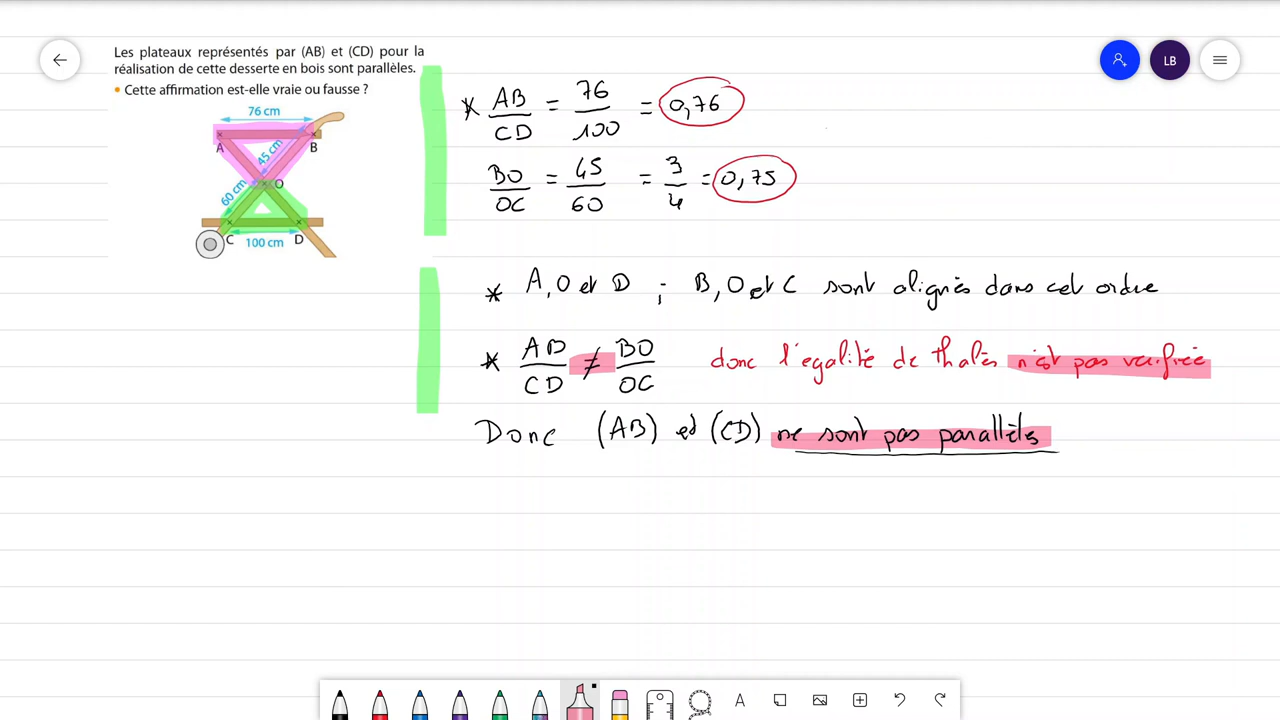 LB
Les plateaux représentés par (AB) et (CD) pour la
réalisation de cette desserte en bois sont parallèles.
• Cette affirmation est-elle vraie ou fausse ?
76 cm
A
B
45 cm
O
60 cm
C
D
100 cm
* AB/CD = 76/100 = 0,76
BO/OC = 45/60 = 3/4 = 0,75
* A, O et D ; B, O et C sont alignés dans cet ordre
* AB/CD ≠ BO/OC donc l'égalité de thalès n'est pas verifiée
Donc (AB) et (CD) ne sont pas parallèles
A